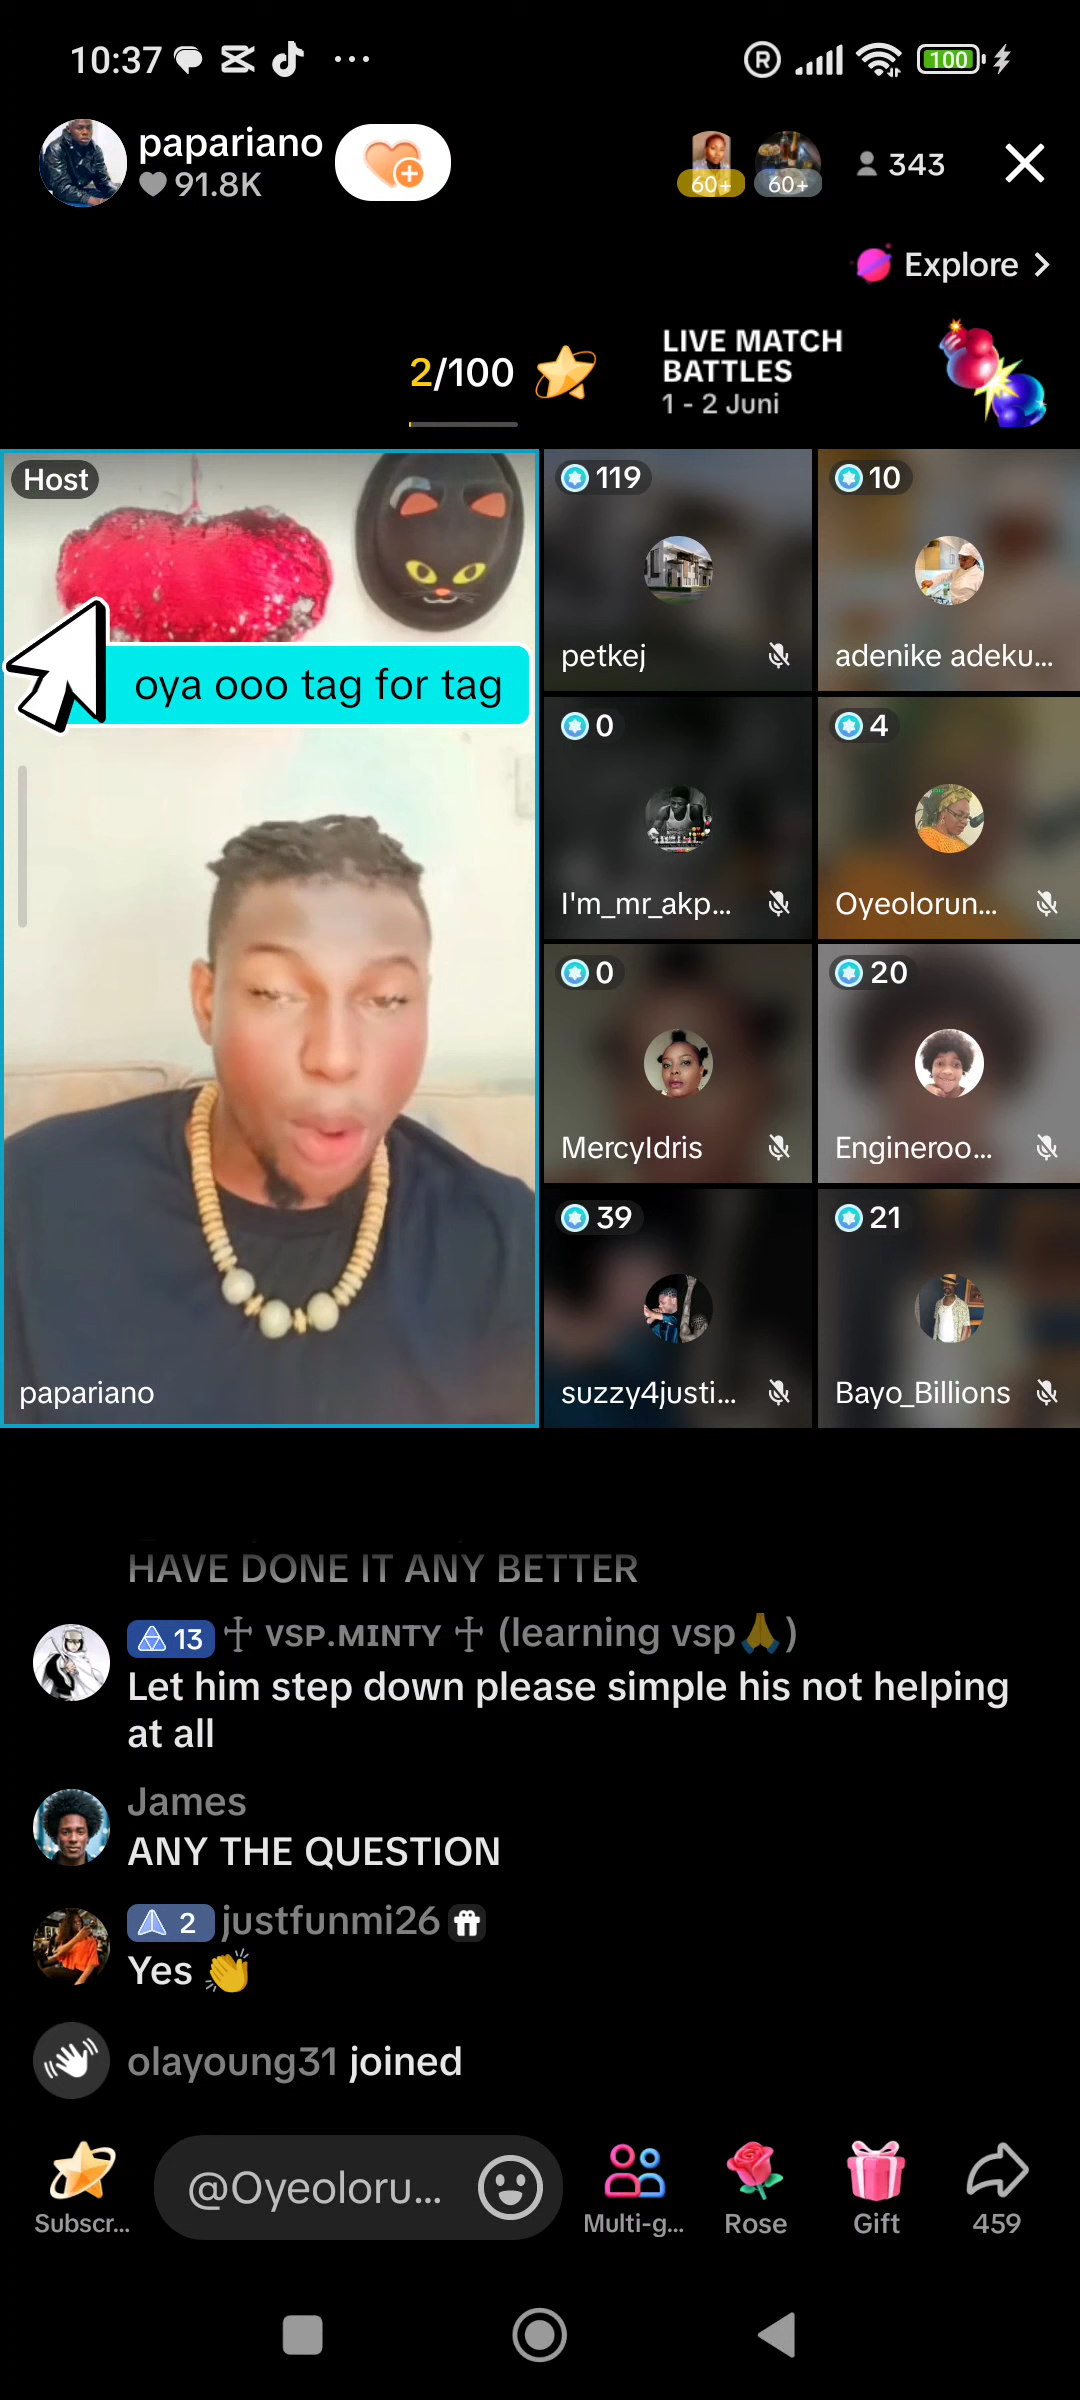 10:37
100
papariano
91.8K
60+
60+
343
Explore
2/100
LIVE MATCH
BATTLES
1 - 2 Juni
Host
oya ooo tag for tag
papariano
119
petkej
10
adenike adeku...
0
I'm_mr_akp...
4
Oyeolorun...
0
MercyIdris
20
Engineroo...
39
suzzy4justi...
21
Bayo_Billions
HAVE DONE IT ANY BETTER
13 ♱ ᴠsᴘ.ᴍɪɴᴛʏ ♱ (learning vsp🙏)
Let him step down please simple his not helping
at all
James
ANY THE QUESTION
2 justfunmi26
Yes 👏
olayoung31 joined
Subscr...
@Oyeoloru...
Multi-g...
Rose
Gift
459